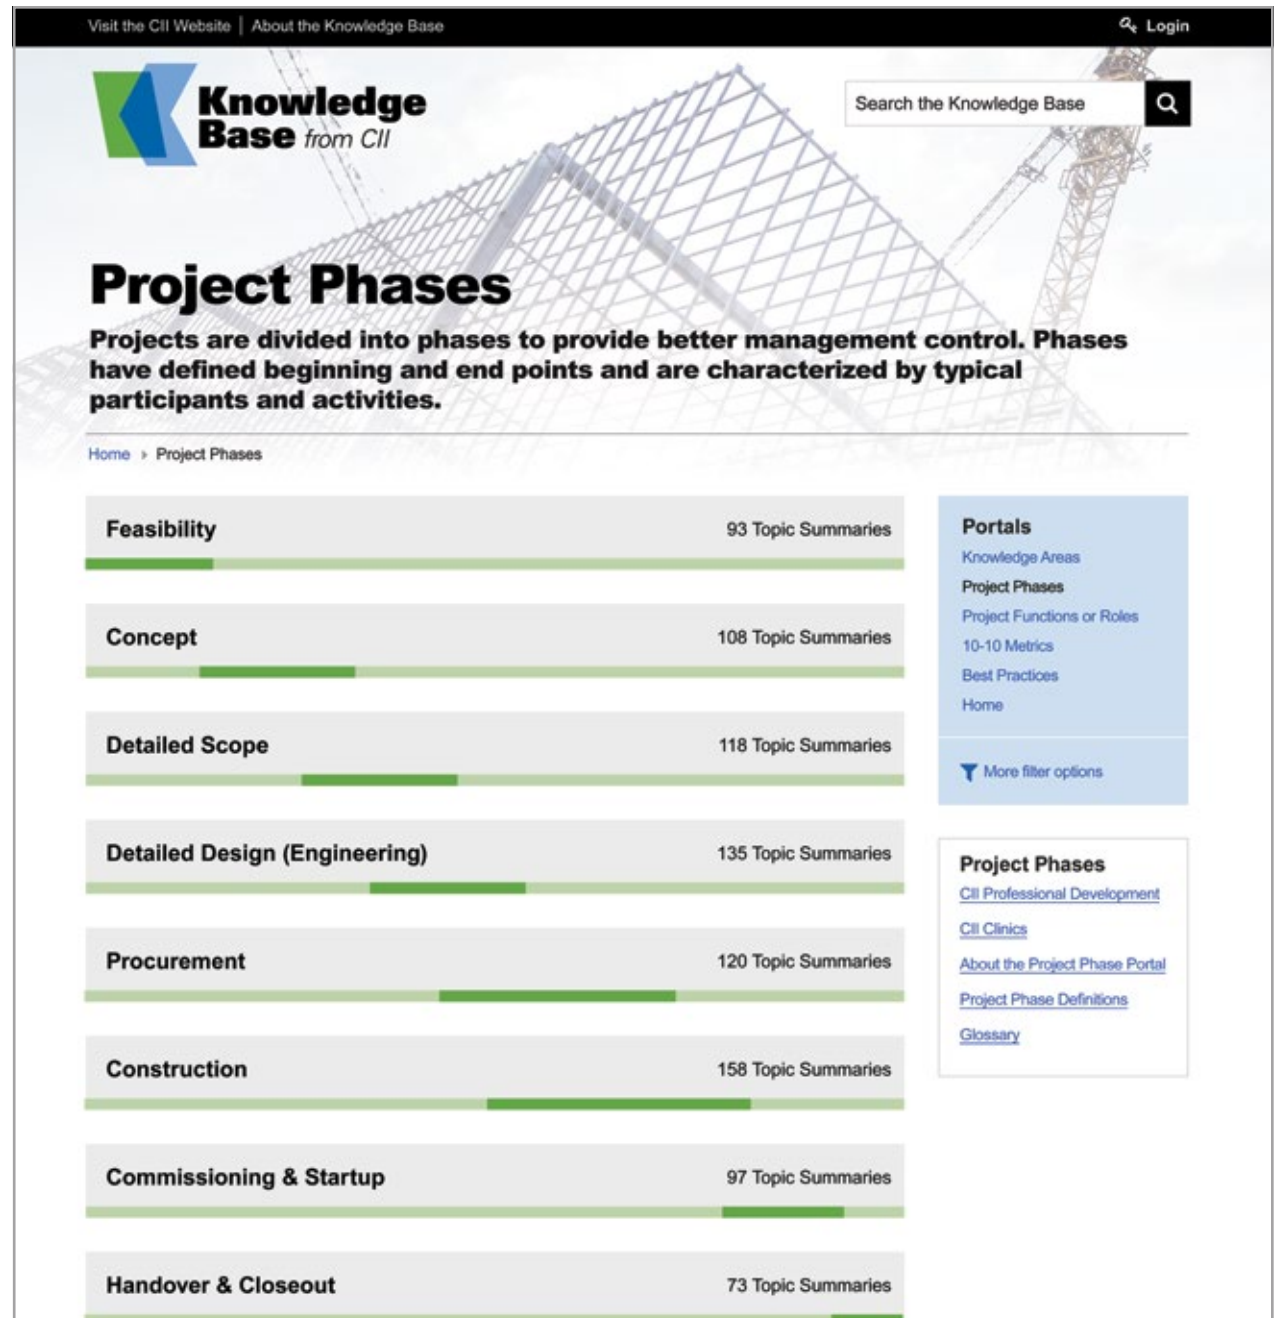 Visit the CII Website | About the Knowledge Base
Login
Knowledge
Base from CII
Search the Knowledge Base
Project Phases
Projects are divided into phases to provide better management control. Phases
have defined beginning and end points and are characterized by typical
participants and activities.
Home Project Phases
Feasibility
93 Topic Summaries
Concept
108 Topic Summaries
Detailed Scope
118 Topic Summaries
Detailed Design (Engineering)
135 Topic Summaries
Procurement
120 Topic Summaries
Construction
158 Topic Summaries
Commissioning & Startup
97 Topic Summaries
Handover & Closeout
73 Topic Summaries
Portals
Knowledge Areas
Project Phases
Project Functions or Roles
10-10 Metrics
Best Practices
Home
More filter options
Project Phases
CII Professional Development
CII Clinics
About the Project Phase Portal
Project Phase Definitions
Glossary